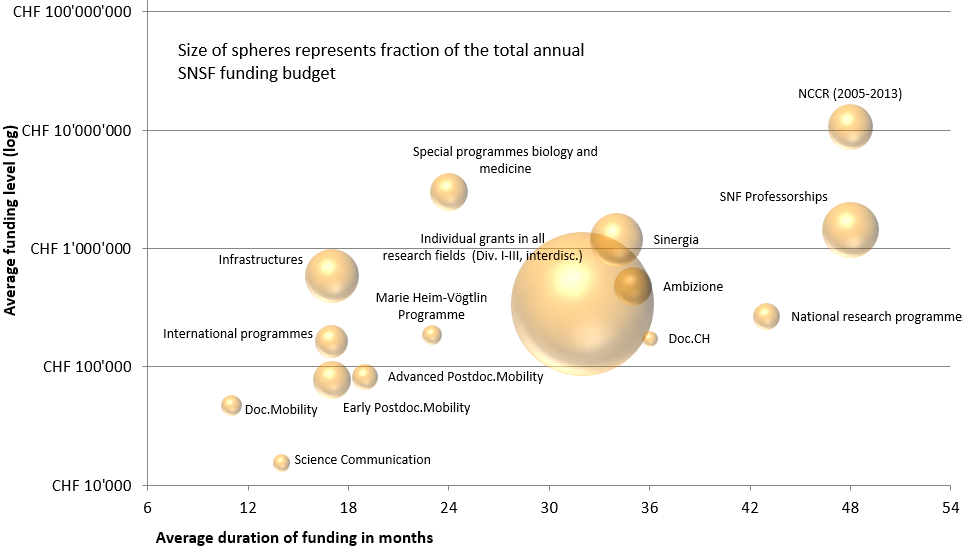 CHF 100'000'000
Size of spheres represents fraction of the total annual
SNSF funding budget
NCCR (2005-2013)
CHF 10'000'000
Special programmes biology and
medicine
SNF Professorships
Individual grants in all
research fields (Div. I-III, interdisc.)
Sinergia
CHF 1'000'000
Infrastructures
Ambizione
Marie Heim-Vögtlin
Programme
National research programme
International programmes
Doc.CH
CHF 100'000
Advanced Postdoc.Mobility
Doc.Mobility
Early Postdoc.Mobility
Science Communication
CHF 10'000
Average funding level (log)
6 12 18 24 30 36 42 48 54
Average duration of funding in months